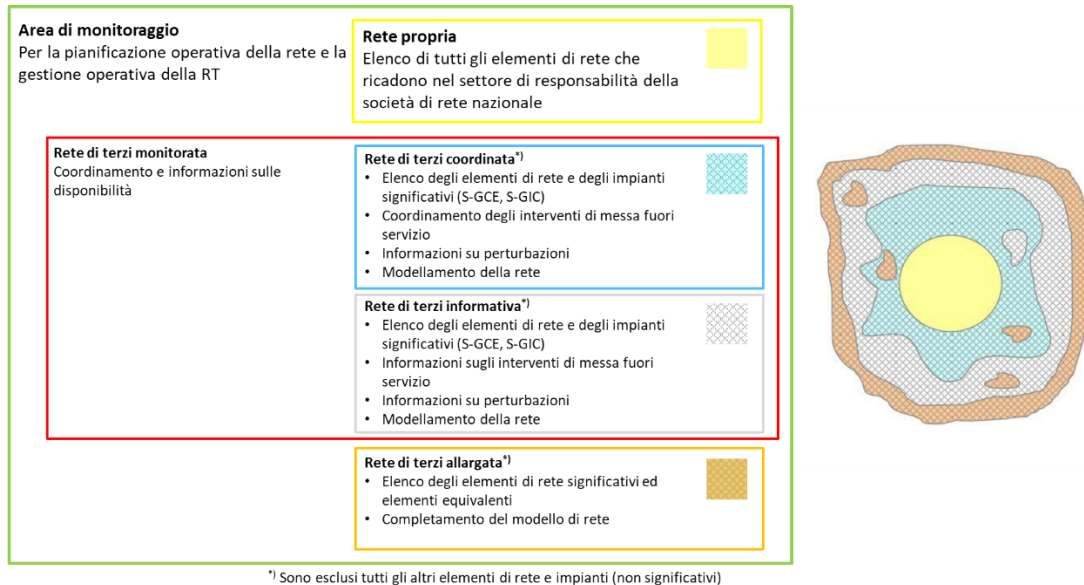 Area di monitoraggio
Per la pianificazione operativa della rete e la
gestione operativa della RT
Rete propria
Elenco di tutti gli elementi di rete che
ricadono nel settore di responsabilità della
società di rete nazionale
Rete di terzi monitorata
Coordinamento e informazioni sulle
disponibilità
Rete di terzi coordinata*)
• Elenco degli elementi di rete e degli impianti
significativi (S-GCE, S-GIC)
• Coordinamento degli interventi di messa fuori
servizio
• Informazioni su perturbazioni
• Modellamento della rete
Rete di terzi informativa*)
• Elenco degli elementi di rete e degli impianti
significativi (S-GCE, S-GIC)
• Informazioni sugli interventi di messa fuori
servizio
• Informazioni su perturbazioni
• Modellamento della rete
Rete di terzi allargata*)
• Elenco degli elementi di rete significativi ed
elementi equivalenti
• Completamento del modello di rete
*) Sono esclusi tutti gli altri elementi di rete e impianti (non significativi)